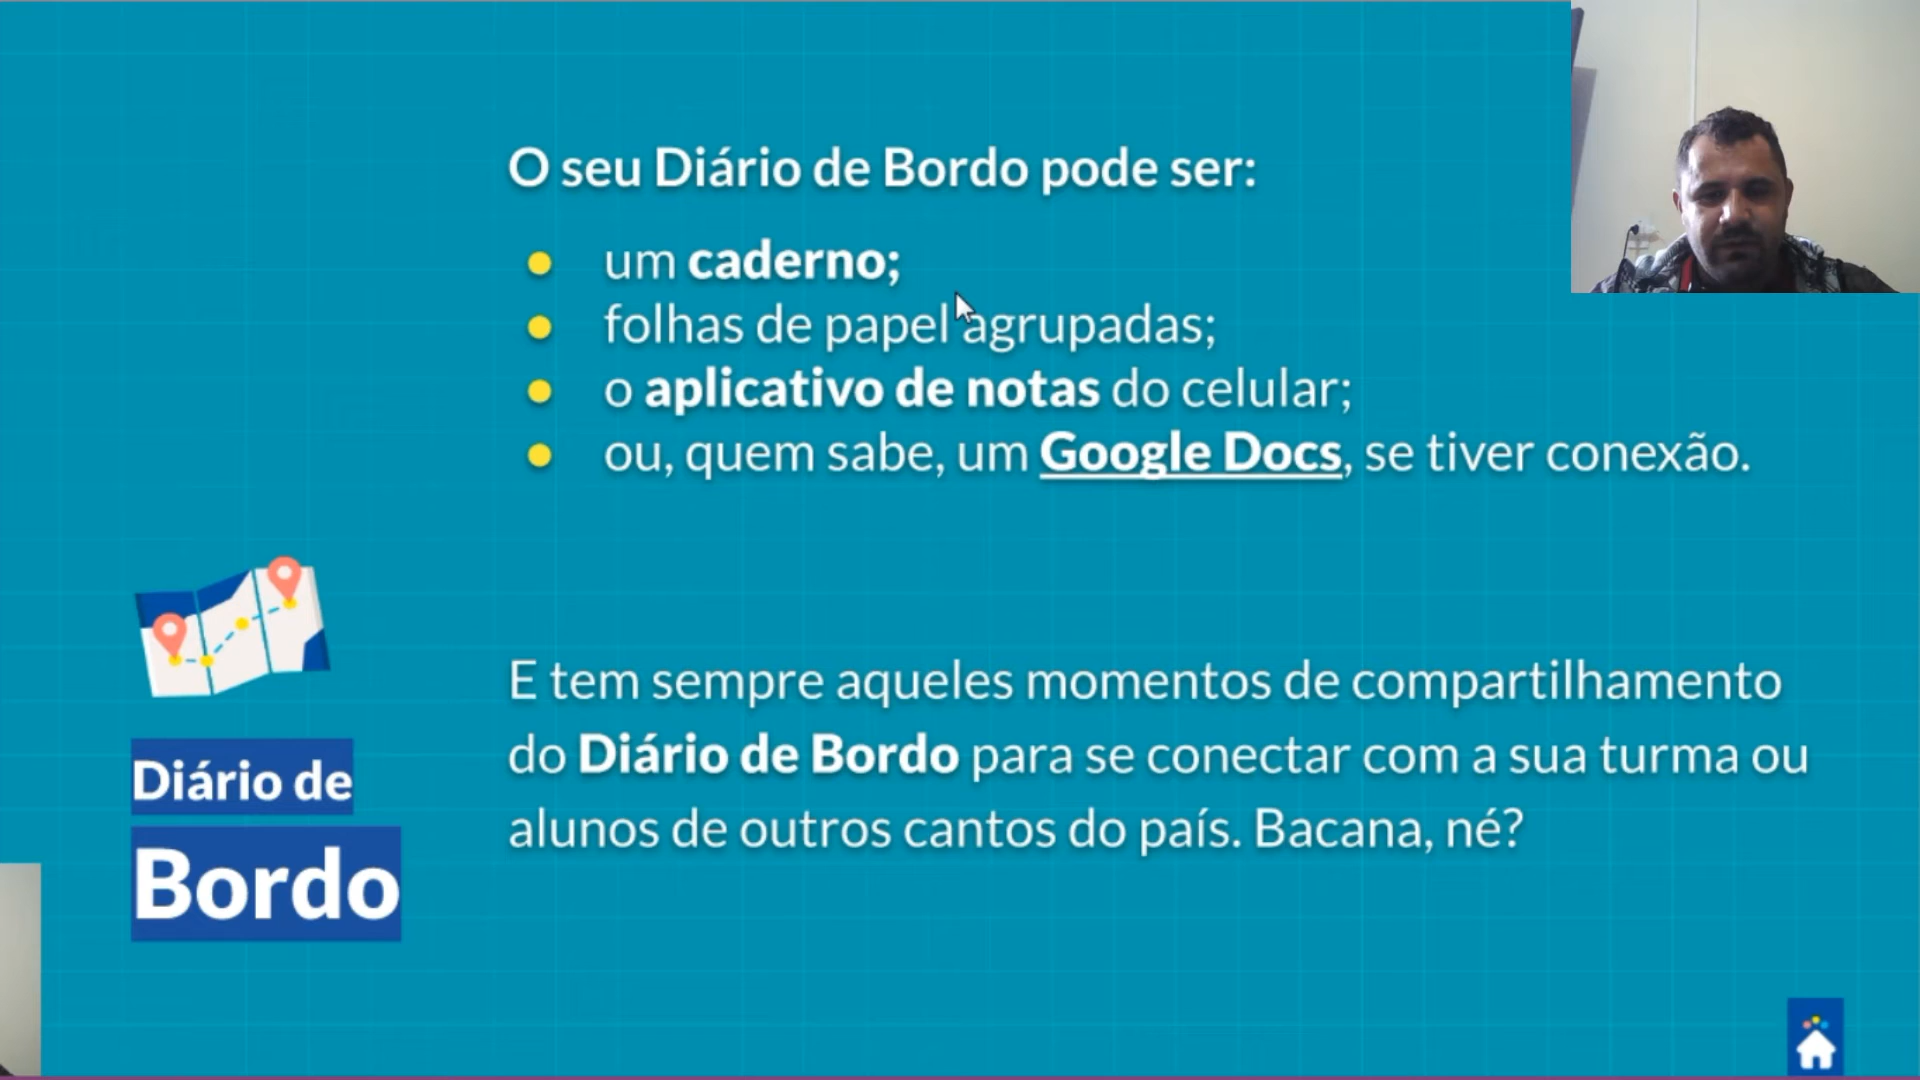 O seu Diário de Bordo pode ser:
● um caderno;
● folhas de papel agrupadas;
● o aplicativo de notas do celular;
● ou, quem sabe, um Google Docs, se tiver conexão.
Diário de
Bordo
E tem sempre aqueles momentos de compartilhamento
do Diário de Bordo para se conectar com a sua turma ou
alunos de outros cantos do país. Bacana, né?